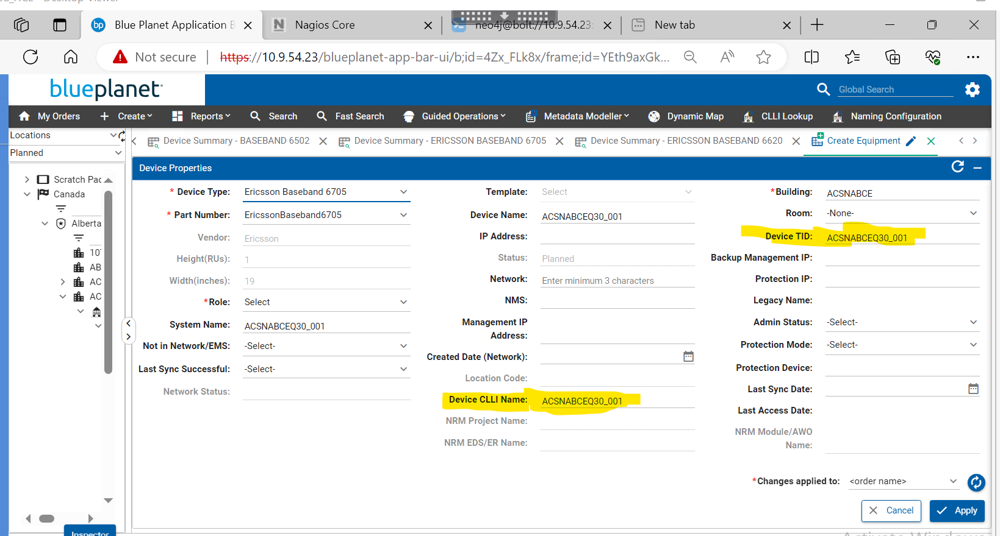 Blue Planet Application B
Nagios Core
neo4j@bolt://10.9.54.23:
New tab
Not secure
https://10.9.54.23/blueplanet-app-bar-ui/b;id=4Zx_FLk8x/frame;id=YEth9axGk...
bp
blueplanet
Global Search
My Orders
Create
Reports
Search
Fast Search
Guided Operations
Metadata Modeller
Dynamic Map
CLLI Lookup
Naming Configuration
Locations
Planned
Scratch Pac
Canada
Alberta
10
AB
AC
AC
Inspector
Device Summary - BASEBAND 6502
Device Summary - ERICSSON BASEBAND 6705
Device Summary - ERICSSON BASEBAND 6620
Create Equipment
Device Properties
* Device Type: Ericsson Baseband 6705
* Part Number: EricssonBaseband6705
Vendor: Ericsson
Height(RUs): 1
Width(inches): 19
*Role: Select
System Name: ACSNABCEQ30_001
Not in Network/EMS: -Select-
Last Sync Successful: -Select-
Network Status:
Template: Select
Device Name: ACSNABCEQ30_001
IP Address:
Status: Planned
Network: Enter minimum 3 characters
NMS:
Management IP
Address:
Created Date (Network):
Location Code:
Device CLLI Name: ACSNABCEQ30_001
NRM Project Name:
NRM EDS/ER Name:
*Building: ACSNABCE
Room: -None-
Device TID: ACSNABCEQ30_001
Backup Management IP:
Protection IP:
Legacy Name:
Admin Status: -Select-
Protection Mode: -Select-
Protection Device:
Last Sync Date:
Last Access Date:
NRM Module/AWO
Name:
*Changes applied to: <order name>
Cancel
Apply